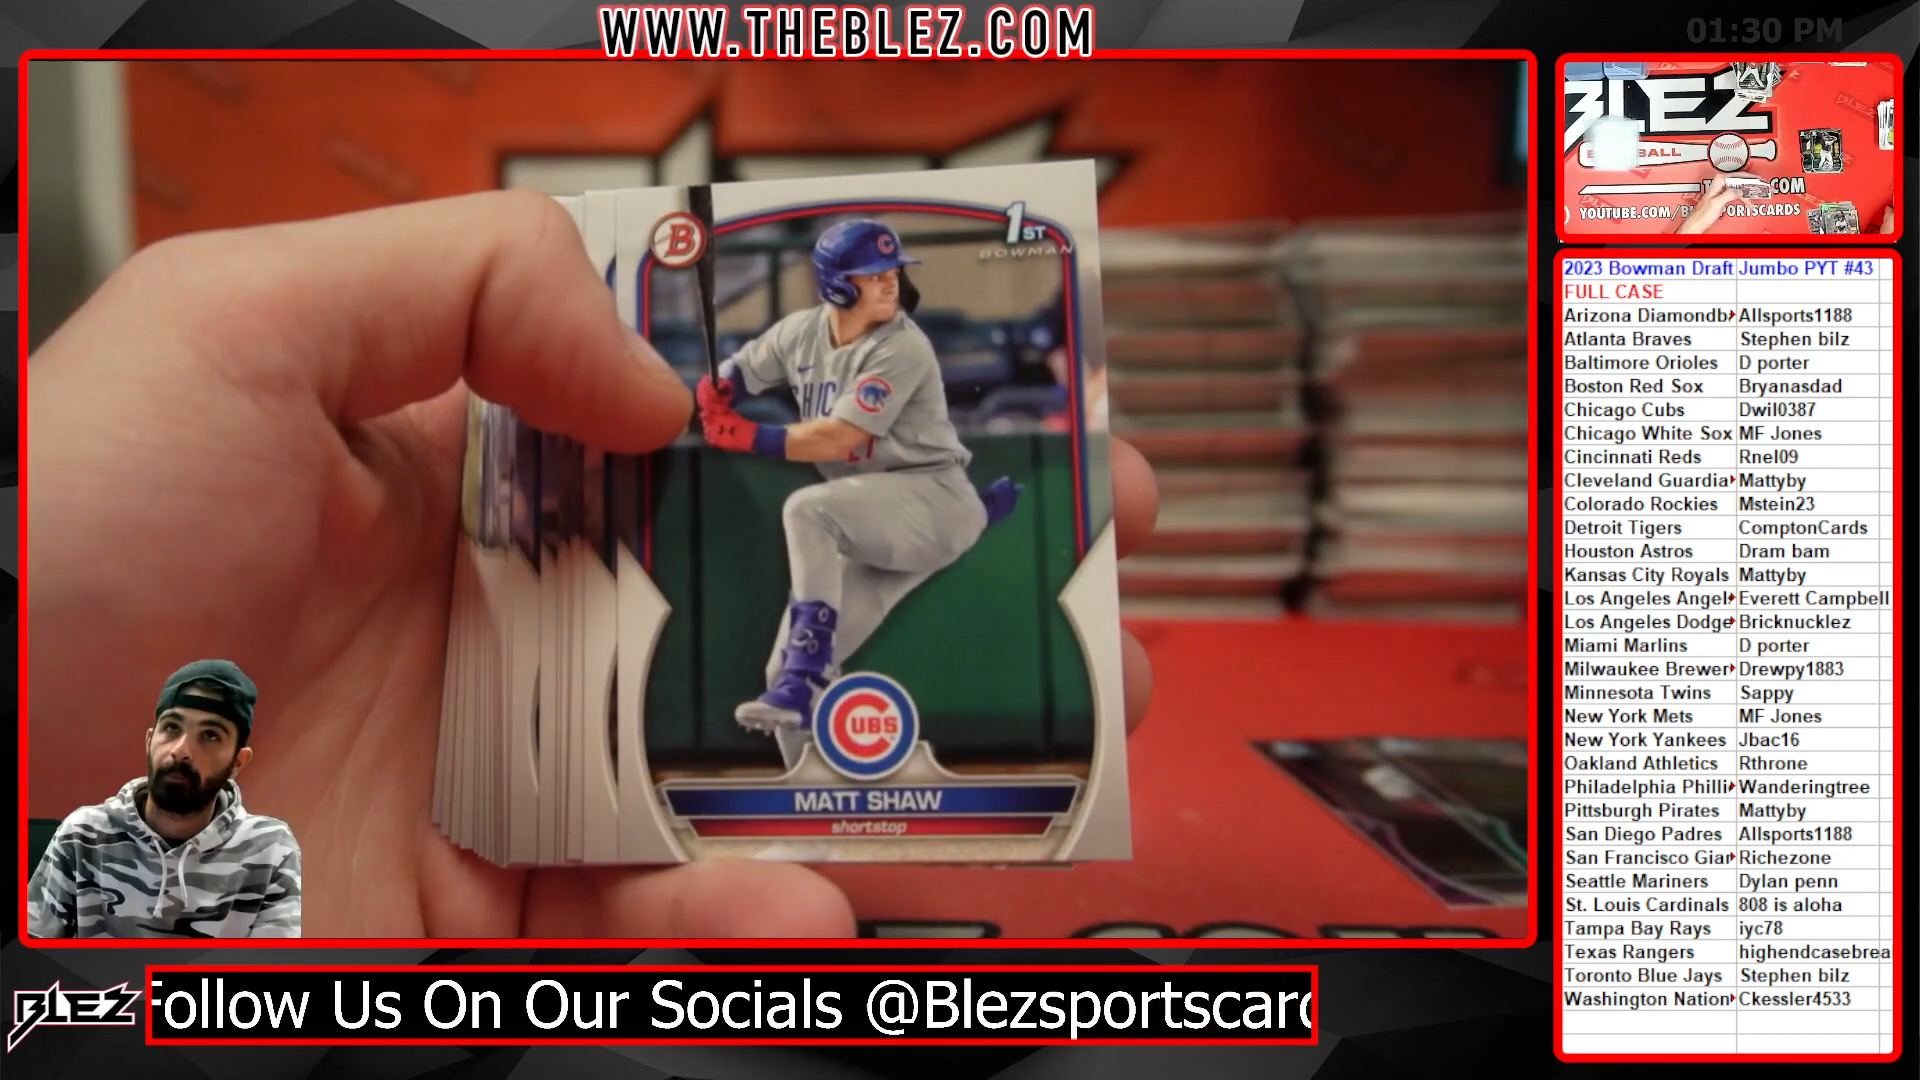 WWW.THEBLEZ.COM
01:30 PM
B
1ST
BOWMAN
CHIC
C
CUBS
MATT SHAW
shortstop
BLEZ
COM
YOUTUBE.COM/
2023 Bowman Draft Jumbo PYT #43
FULL CASE
Arizona Diamondb Allsports1188
Atlanta Braves Stephen bilz
Baltimore Orioles D porter
Boston Red Sox Bryanasdad
Chicago Cubs Dwil0387
Chicago White Sox MF Jones
Cincinnati Reds Rnel09
Cleveland Guardia Mattyby
Colorado Rockies Mstein23
Detroit Tigers ComptonCards
Houston Astros Dram bam
Kansas City Royals Mattyby
Los Angeles Angel Everett Campbell
Los Angeles Dodge Bricknucklez
Miami Marlins D porter
Milwaukee Brewer Drewpy1883
Minnesota Twins Sappy
New York Mets MF Jones
New York Yankees Jbac16
Oakland Athletics Rthrone
Philadelphia Philli Wanderingtree
Pittsburgh Pirates Mattyby
San Diego Padres Allsports1188
San Francisco Giar Richezone
Seattle Mariners Dylan penn
St. Louis Cardinals 808 is aloha
Tampa Bay Rays iyc78
Texas Rangers highendcasebrea
Toronto Blue Jays Stephen bilz
Washington Nation Ckessler4533
BLEZ
Follow Us On Our Socials @Blezsportscard